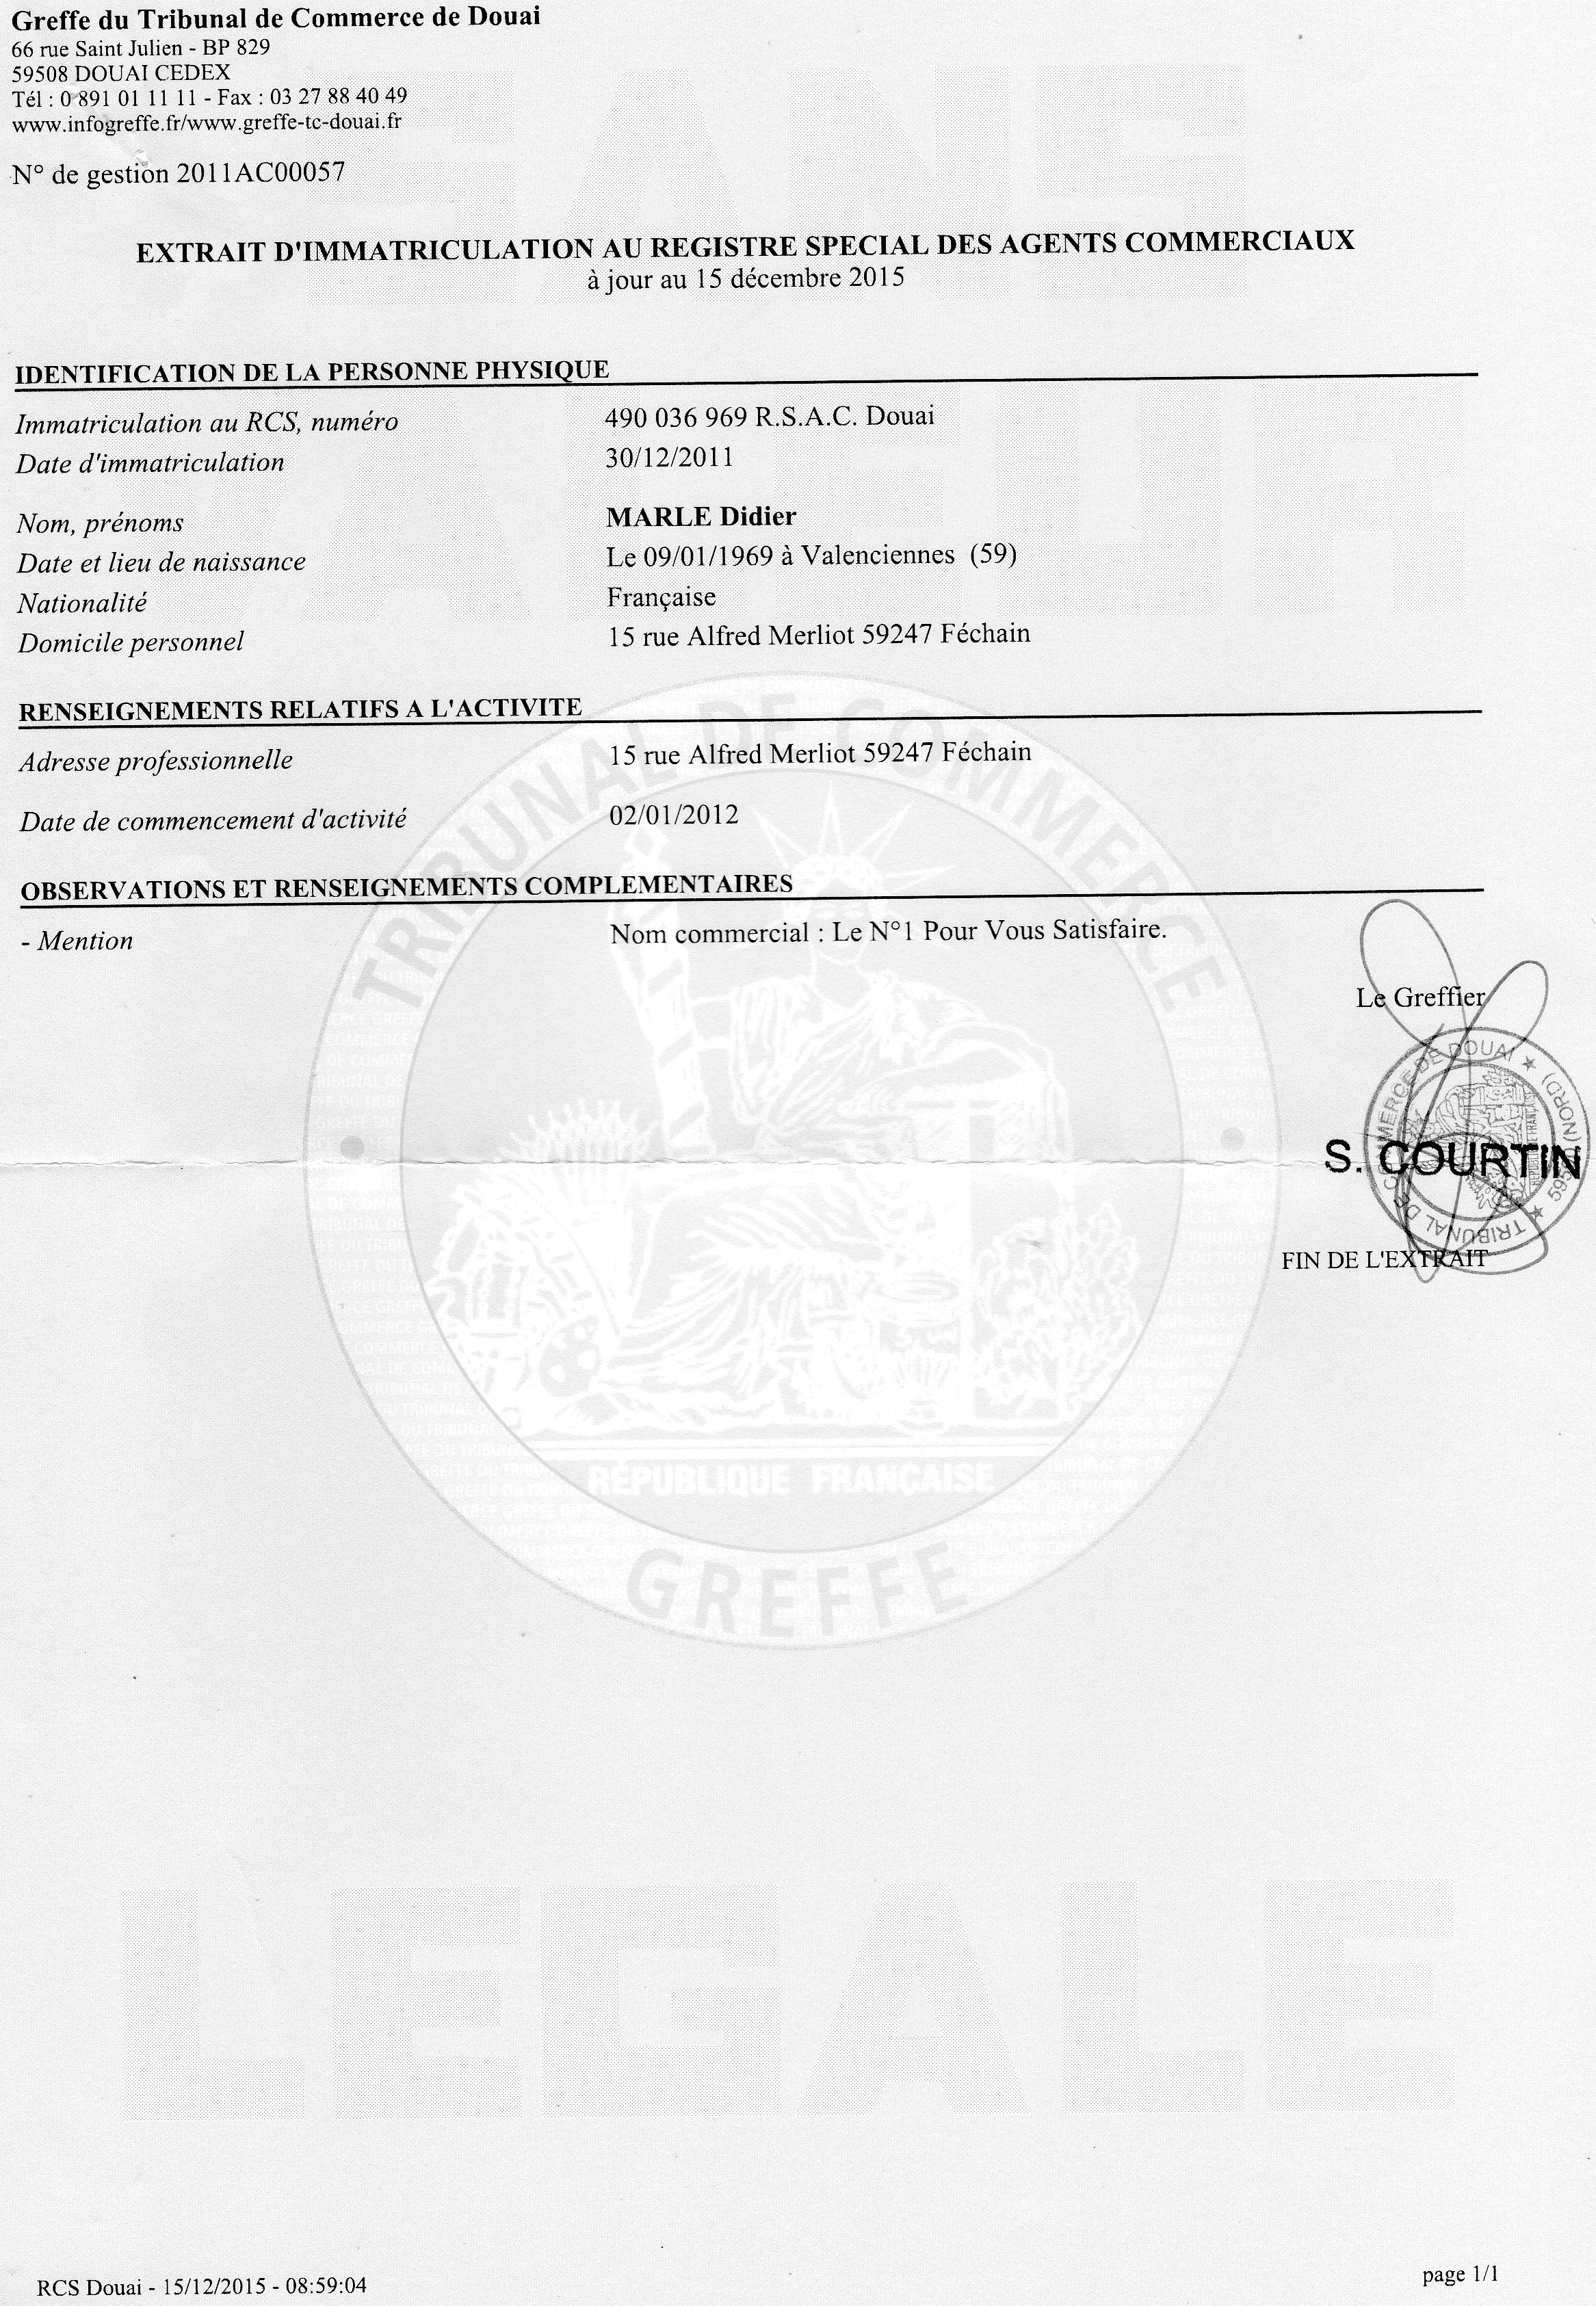 Greffe du Tribunal de Commerce de Douai
66 rue Saint Julien - BP 829
59508 DOUAI CEDEX
Tél : 0 891 01 11 11 - Fax : 03 27 88 40 49
www.infogreffe.fr/www.greffe-tc-douai.fr
N° de gestion 2011AC00057
EXTRAIT D'IMMATRICULATION AU REGISTRE SPECIAL DES AGENTS COMMERCIAUX
à jour au 15 décembre 2015
IDENTIFICATION DE LA PERSONNE PHYSIQUE
Immatriculation au RCS, numéro 490 036 969 R.S.A.C. Douai
Date d'immatriculation 30/12/2011
Nom, prénoms MARLE Didier
Date et lieu de naissance Le 09/01/1969 à Valenciennes (59)
Nationalité Française
Domicile personnel 15 rue Alfred Merliot 59247 Féchain
RENSEIGNEMENTS RELATIFS A L'ACTIVITE
Adresse professionnelle 15 rue Alfred Merliot 59247 Féchain
Date de commencement d'activité 02/01/2012
OBSERVATIONS ET RENSEIGNEMENTS COMPLEMENTAIRES
- Mention Nom commercial : Le N°1 Pour Vous Satisfaire.
Le Greffier
TRIBUNAL DE COMMERCE DE DOUAI ★ (NORD)
S. COURTIN
FIN DE L'EXTRAIT
TRIBUNAL DE COMMERCE
RÉPUBLIQUE FRANÇAISE
GREFFE
LEGALE
RCS Douai - 15/12/2015 - 08:59:04
page 1/1